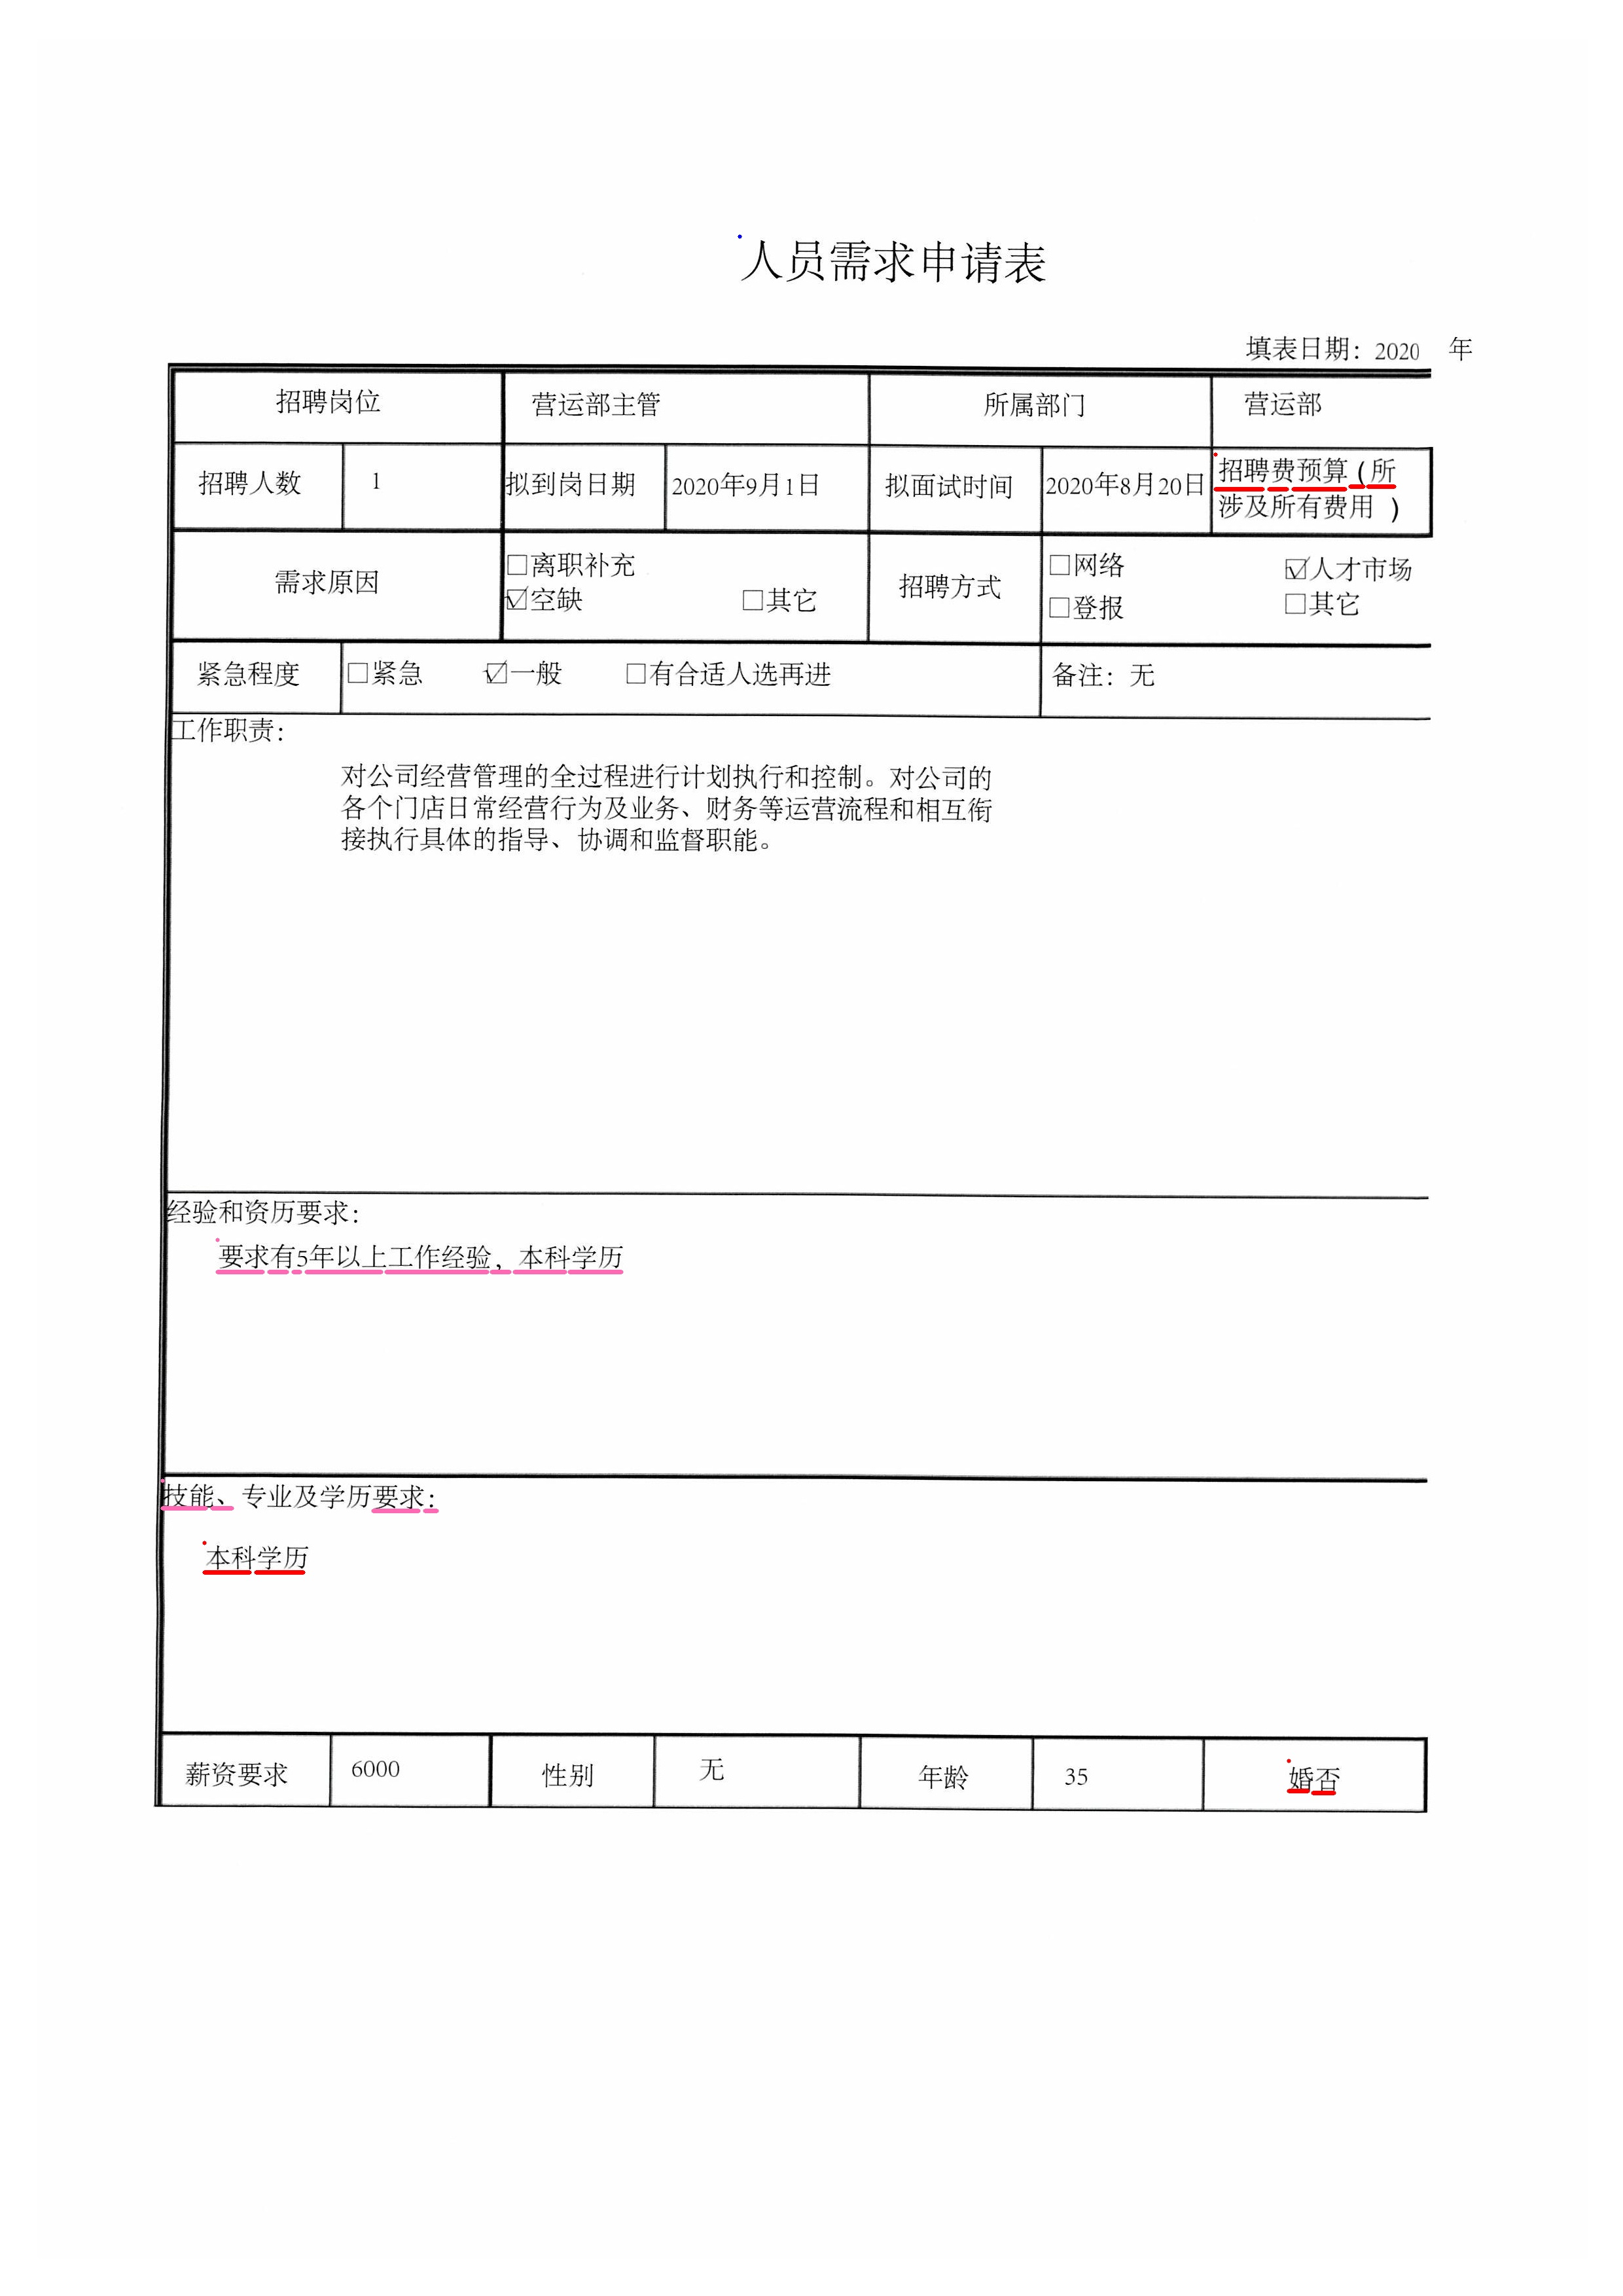 人员需求申请表
填表日期：2020 年
招聘岗位 营运部主管 所属部门 营运部
招聘人数 1 拟到岗日期 2020年9月1日 拟面试时间 2020年8月20日 招聘费预算(所
涉及所有费用 )
需求原因 □离职补充 招聘方式 □网络 ☑人才市场
☑空缺 □其它 □登报 □其它
紧急程度 □紧急 ☑一般 □有合适人选再进 备注：无
工作职责：
对公司经营管理的全过程进行计划执行和控制。对公司的
各个门店日常经营行为及业务、财务等运营流程和相互衔
接执行具体的指导、协调和监督职能。
经验和资历要求：
要求有5年以上工作经验，本科学历
技能、专业及学历要求：
本科学历
薪资要求 6000 性别 无 年龄 35 婚否